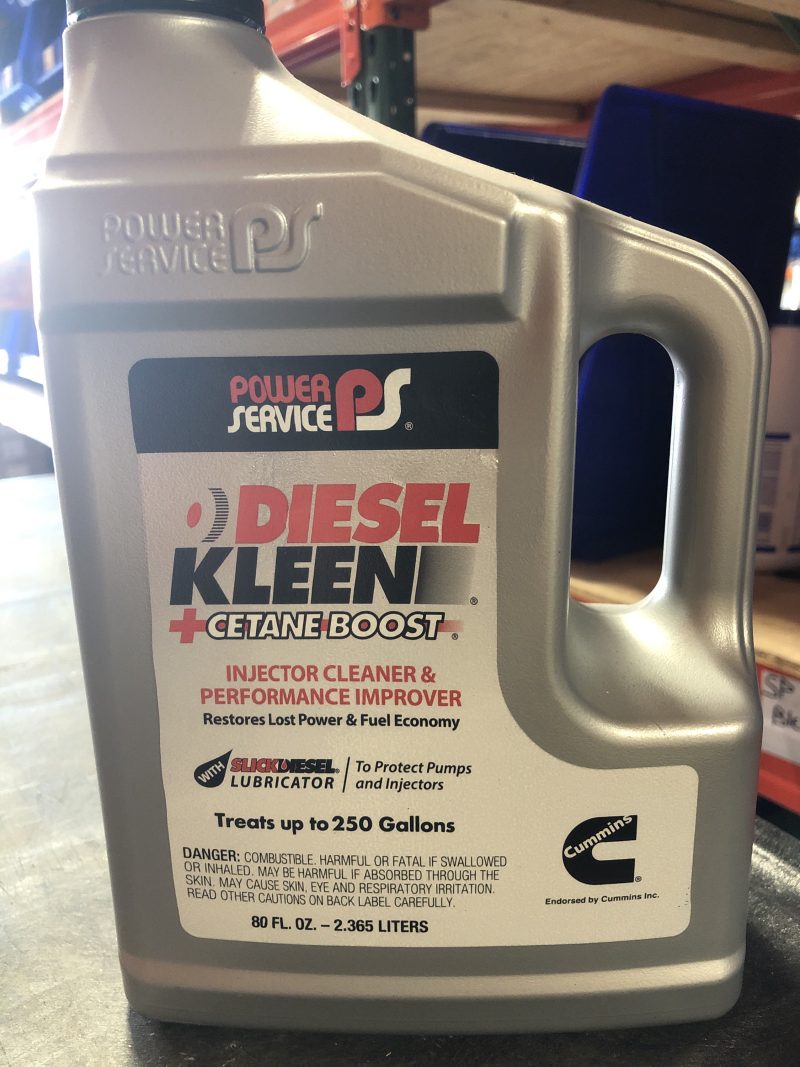 POWER
SERVICE PS
POWER
SERVICE PS®
DIESEL
KLEEN®
+CETANE BOOST®
INJECTOR CLEANER &
PERFORMANCE IMPROVER
Restores Lost Power & Fuel Economy
WITH SLICKDIESEL® LUBRICATOR
To Protect Pumps
and Injectors
Treats up to 250 Gallons
DANGER: COMBUSTIBLE. HARMFUL OR FATAL IF SWALLOWED
OR INHALED. MAY BE HARMFUL IF ABSORBED THROUGH THE
SKIN. MAY CAUSE SKIN, EYE AND RESPIRATORY IRRITATION.
READ OTHER CAUTIONS ON BACK LABEL CAREFULLY.
80 FL. OZ. – 2.365 LITERS
Cummins®
Endorsed by Cummins Inc.
SP